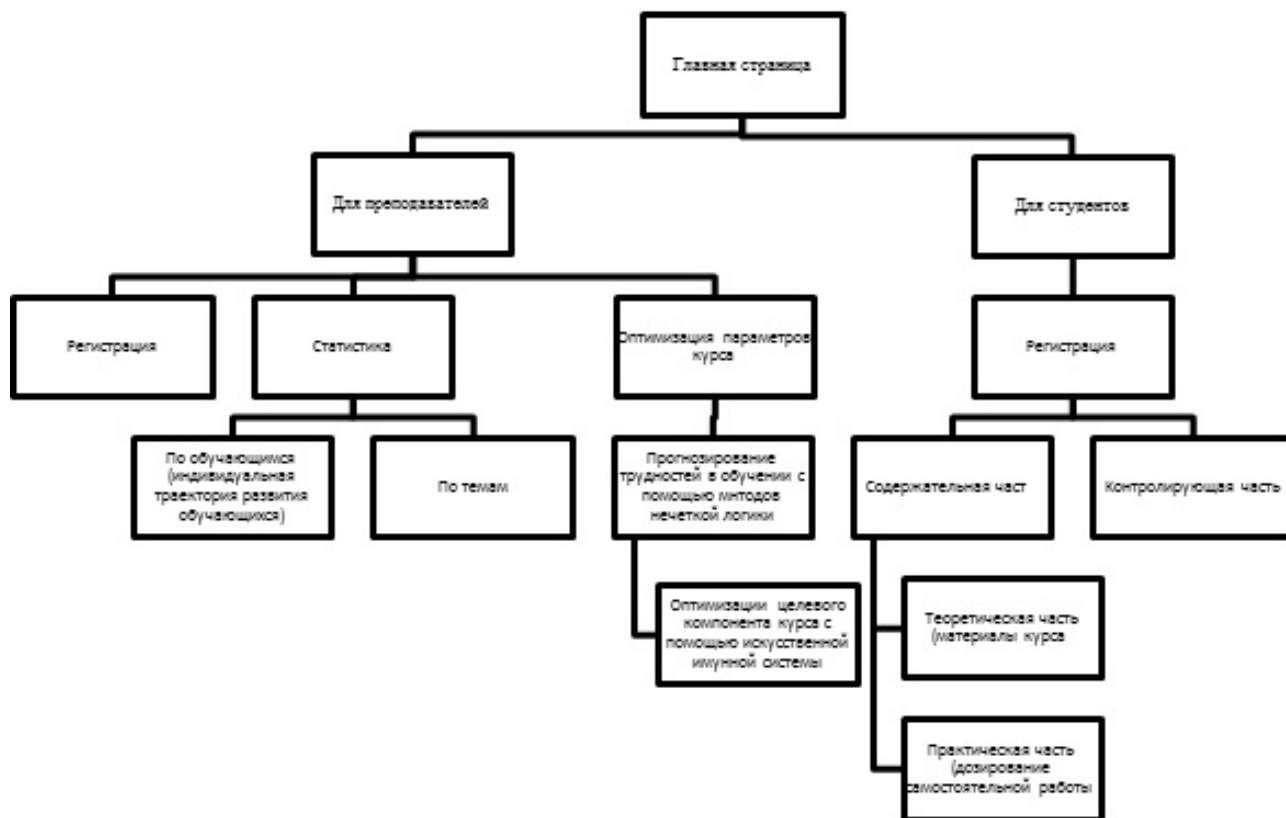 Главная страница
Для преподавателей
Для студентов
Регистрация
Статистика
Оптимизация параметров
курса
Регистрация
По обучающимся
(индивидуальная
траектория развития
обучающихся)
По темам
Прогнозирование
трудностей в обучении с
помощью мнтодов
нечеткой логики
Содержательная част
Контролирующая часть
Оптимизации целевого
компонента курса с
помощью искусственной
имунной системы
Теоретическая часть
(материалы курса
Практическая часть
(дозирование
самостоятельной работы